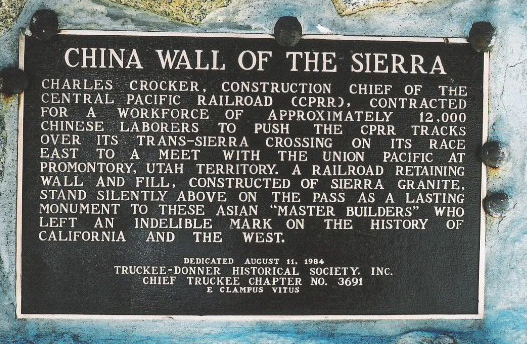 CHINA WALL OF THE SIERRA
CHARLES CROCKER, CONSTRUCTION CHIEF OF THE
CENTRAL PACIFIC RAILROAD (CPRR), CONTRACTED
FOR A WORKFORCE OF APPROXIMATELY 12,000
CHINESE LABORERS TO PUSH THE CPRR TRACKS
OVER ITS TRANS-SIERRA CROSSING ON ITS RACE
EAST TO A MEET WITH THE UNION PACIFIC AT
PROMONTORY, UTAH TERRITORY. A RAILROAD RETAINING
WALL AND FILL, CONSTRUCTED OF SIERRA GRANITE,
STAND SILENTLY ABOVE ON THE PASS AS A LASTING
MONUMENT TO THESE ASIAN "MASTER BUILDERS" WHO
LEFT AN INDELIBLE MARK ON THE HISTORY OF
CALIFORNIA AND THE WEST.
DEDICATED AUGUST 11, 1984
TRUCKEE-DONNER HISTORICAL SOCIETY, INC.
CHIEF TRUCKEE CHAPTER NO. 3691
E CLAMPUS VITUS